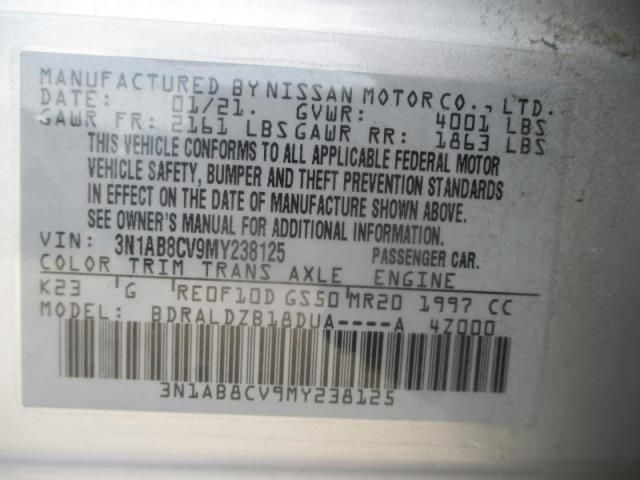 MANUFACTURED BY NISSAN MOTOR CO., LTD.
DATE: 01/21. GVWR: 4001 LBS
GAWR FR: 2161 LBS GAWR RR: 1863 LBS
THIS VEHICLE CONFORMS TO ALL APPLICABLE FEDERAL MOTOR
VEHICLE SAFETY, BUMPER AND THEFT PREVENTION STANDARDS
IN EFFECT ON THE DATE OF MANUFACTURE SHOWN ABOVE.
SEE OWNER'S MANUAL FOR ADDITIONAL INFORMATION.
VIN: 3N1AB8CV9MY238125 PASSENGER CAR.
COLOR TRIM TRANS AXLE ENGINE
K23 G RE0F10D GS50 MR20 1997 CC
MODEL: BDRALDZB18DUA----A 4Z000
3N1AB8CV9MY238125